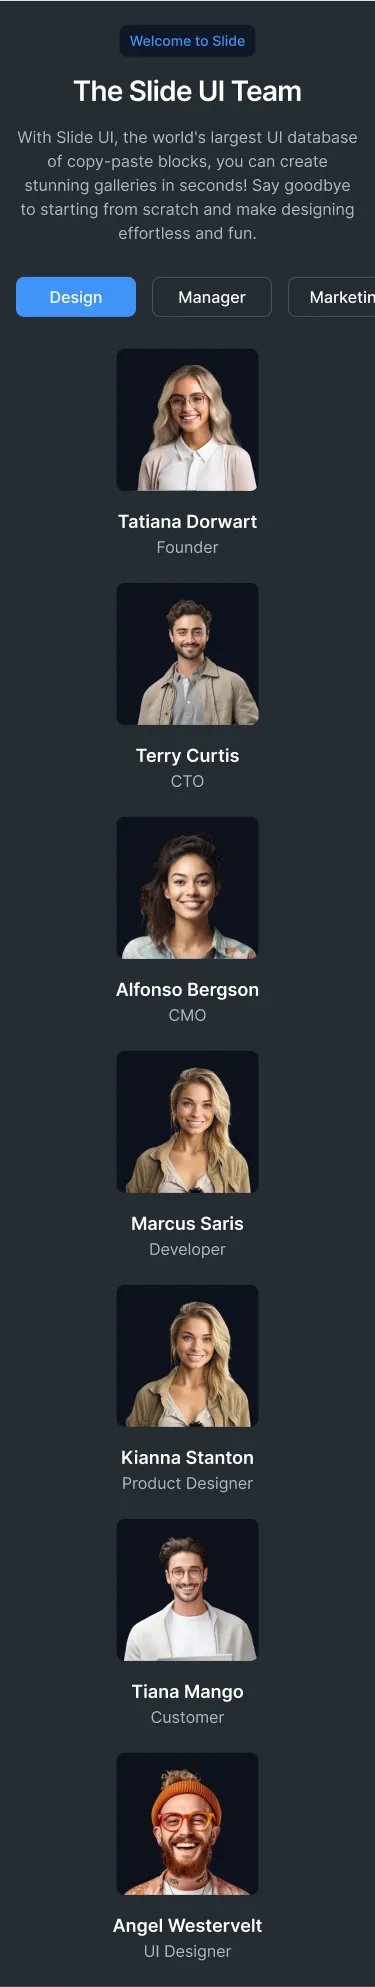 Welcome to Slide
The Slide UI Team
With Slide UI, the world's largest UI database
of copy-paste blocks, you can create
stunning galleries in seconds! Say goodbye
to starting from scratch and make designing
effortless and fun.
Design Manager Marketin
Tatiana Dorwart
Founder
Terry Curtis
CTO
Alfonso Bergson
CMO
Marcus Saris
Developer
Kianna Stanton
Product Designer
Tiana Mango
Customer
Angel Westervelt
UI Designer